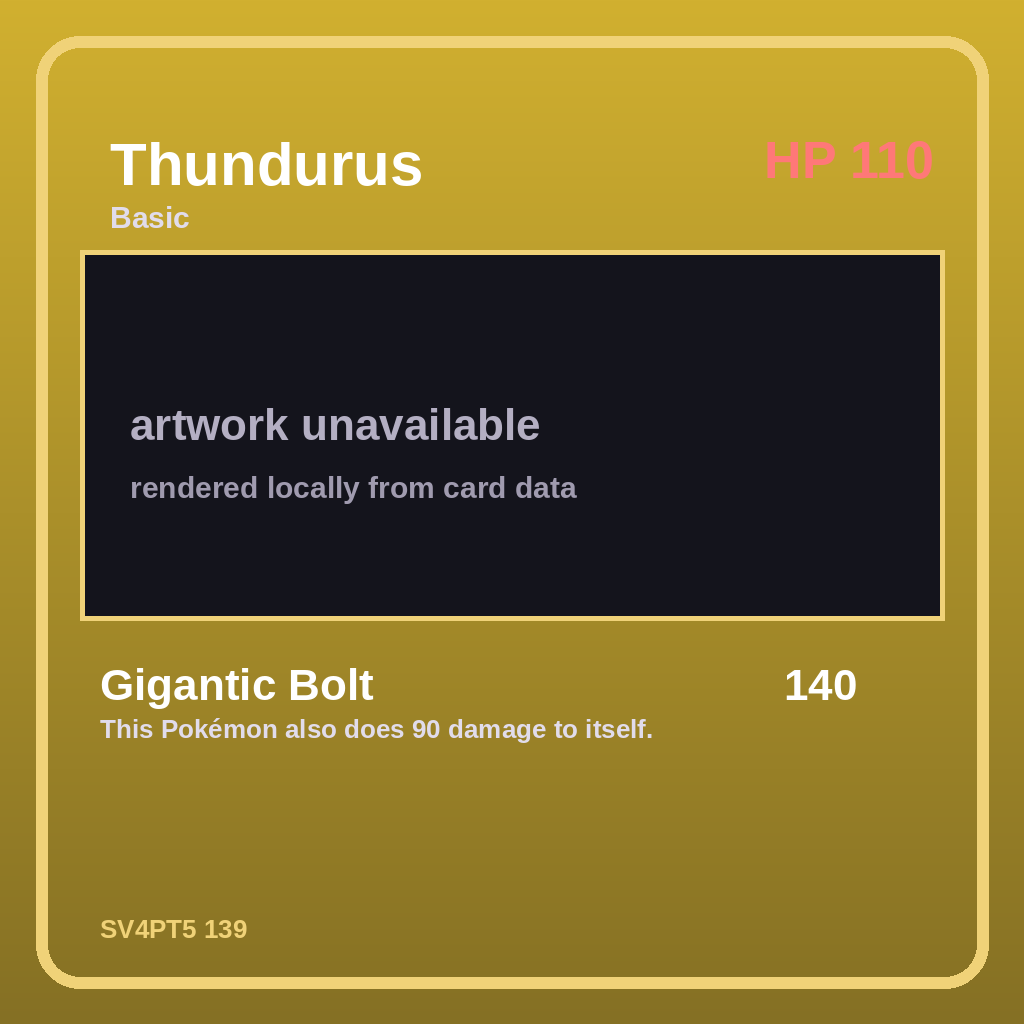 Thundurus
HP 110
Basic
artwork unavailable
rendered locally from card data
Gigantic Bolt
140
This Pokémon also does 90 damage to itself.
SV4PT5 139